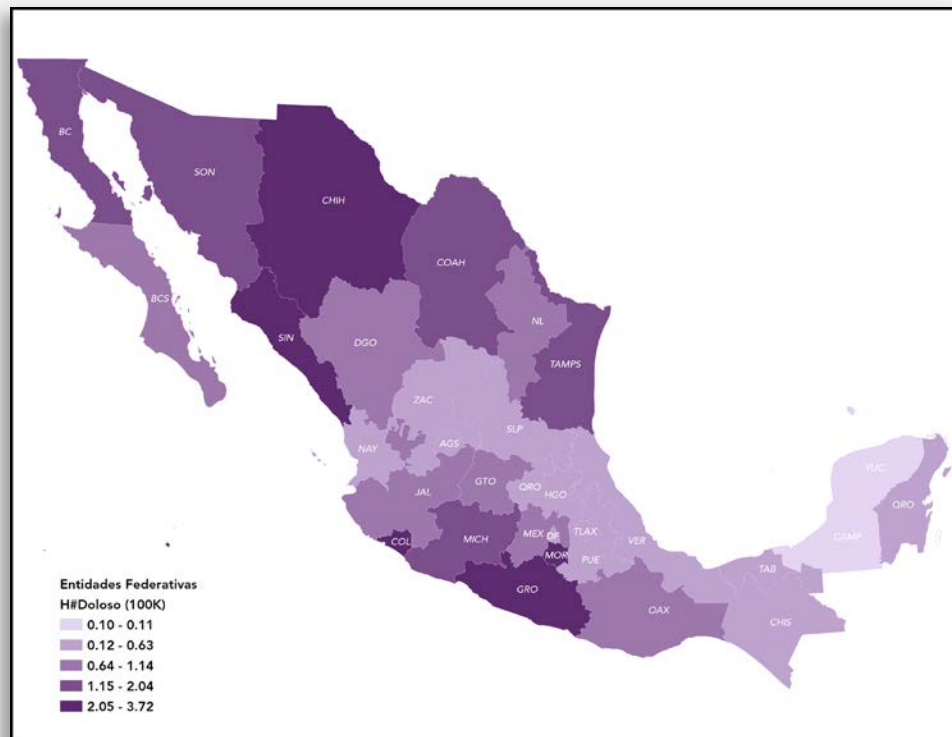 BC
SON
CHIH
COAH
BCS
NL
SIN
DGO
TAMPS
ZAC
SLP
NAY
AGS
YUC
GTO
QRO
HGO
JAL
QRO
COL
MICH
MEX
DF
TLAX
VER
CAMP
MOR
PUE
TAB
GRO
OAX
CHIS
Entidades Federativas
H#Doloso (100K)
0.10 - 0.11
0.12 - 0.63
0.64 - 1.14
1.15 - 2.04
2.05 - 3.72